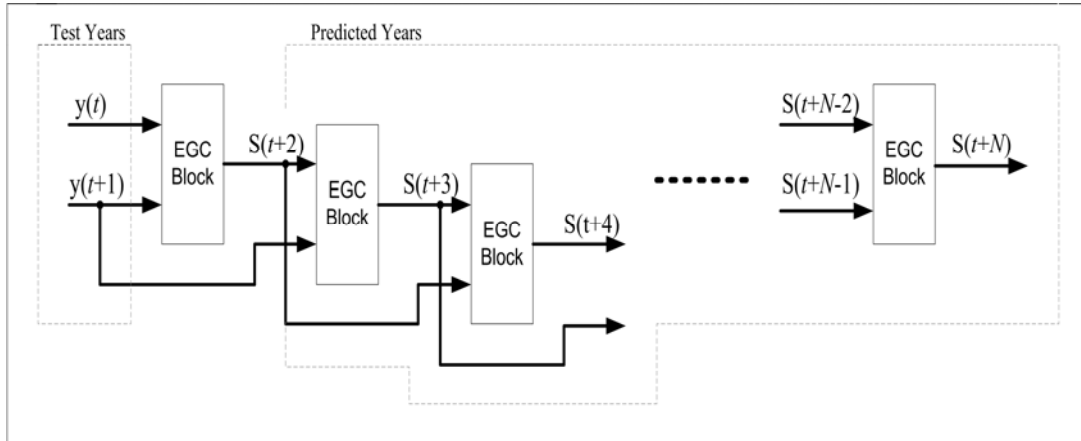 Test Years
Predicted Years
y(t)
y(t+1)
EGC
Block
S(t+2)
EGC
Block
S(t+3)
EGC
Block
S(t+4)
S(t+N-2)
S(t+N-1)
EGC
Block
S(t+N)